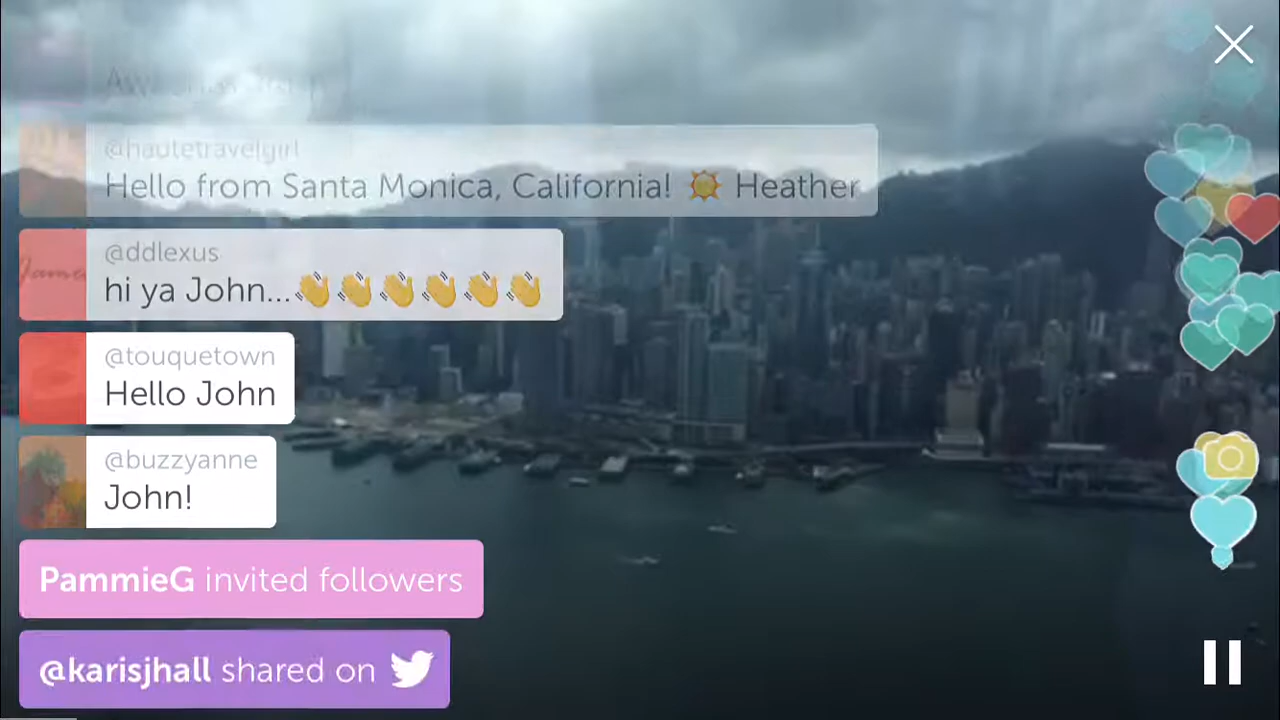 @hautetravelgirl
Hello from Santa Monica, California! ☀ Heather
@ddlexus
hi ya John...👋👋👋👋👋👋
@touquetown
Hello John
@buzzyanne
John!
PammieG invited followers
@karisjhall shared on